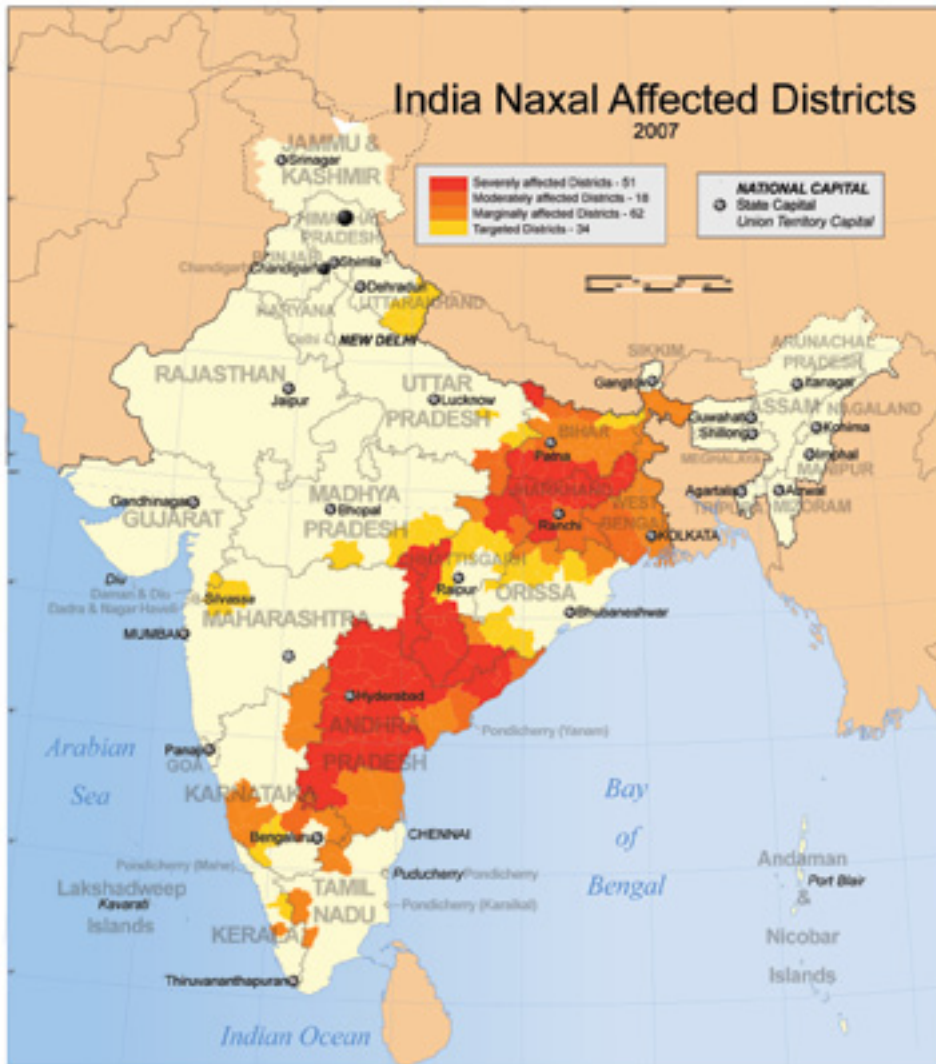 India Naxal Affected Districts
2007
Severely affected Districts - 51
Moderately affected Districts - 18
Marginally affected Districts - 62
Targeted Districts - 34
NATIONAL CAPITAL
State Capital
Union Territory Capital
JAMMU &
Srinagar
KASHMIR
HIMACHAL
PRADESH
PUNJAB
Shimla
Chandigarh
Chandigarh
Dehradun
UTTARAKHAND
HARYANA
Delhi
NEW DELHI
RAJASTHAN
Jaipur
UTTAR
Lucknow
PRADESH
SIKKIM
Gangtok
ARUNACHAL
PRADESH
Itanagar
ASSAM
NAGALAND
Guwahati
Kohima
Shillong
MEGHALAYA
Imphal
MANIPUR
Agartala
Aizwal
TRIPURA
MIZORAM
BIHAR
Patna
JHARKHAND
Ranchi
WEST
BENGAL
KOLKATA
Gandhinagar
GUJARAT
MADHYA
Bhopal
PRADESH
CHHATTISGARH
Raipur
ORISSA
Bhubaneshwar
Diu
Daman & Diu
Silvassa
Dadra & Nagar Haveli
MAHARASHTRA
MUMBAI
Hyderabad
ANDHRA
PRADESH
Pondicherry (Yanam)
Arabian
Sea
Panaji
GOA
KARNATAKA
Bengaluru
CHENNAI
Bay
of
Bengal
Pondicherry (Mahe)
Puducherry
Pondicherry
Lakshadweep
Kavarati
Islands
TAMIL
NADU
Pondicherry (Karaikal)
KERALA
Thiruvananthapuram
Andaman
Port Blair
&
Nicobar
Islands
Indian Ocean